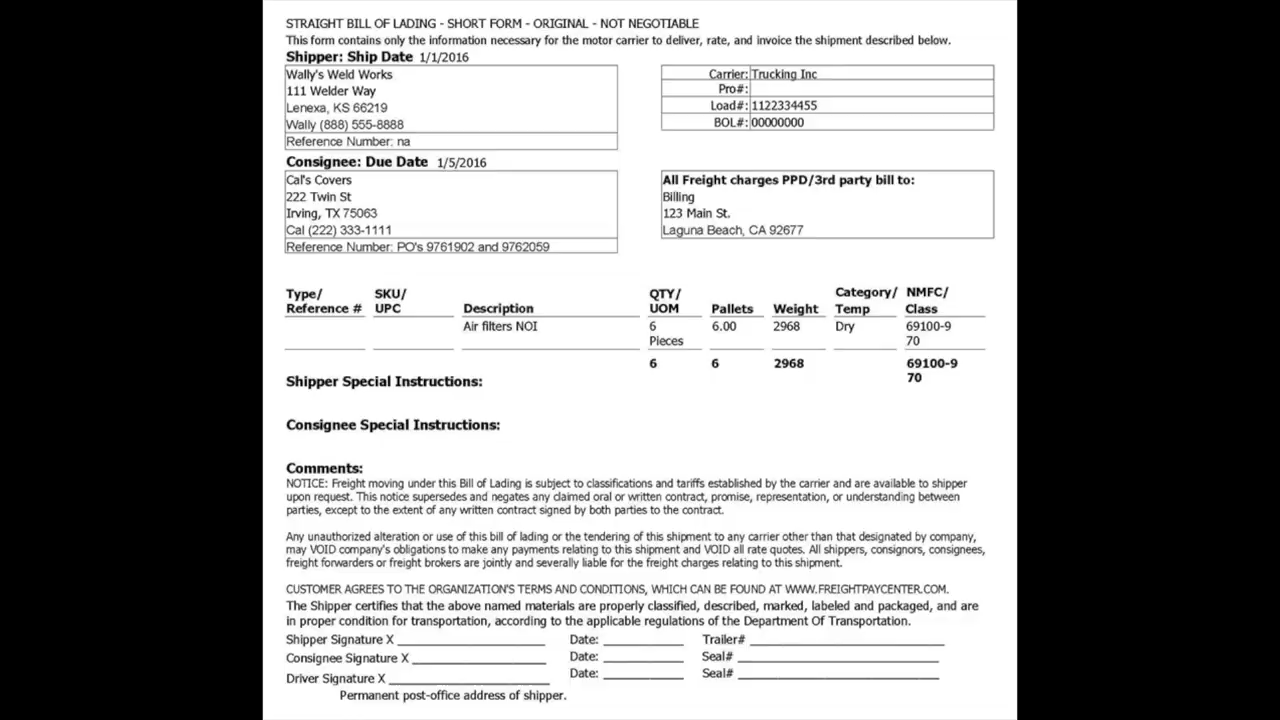 STRAIGHT BILL OF LADING - SHORT FORM - ORIGINAL - NOT NEGOTIABLE
This form contains only the information necessary for the motor carrier to deliver, rate, and invoice the shipment described below.
Shipper: Ship Date 1/1/2016
Wally's Weld Works
111 Welder Way
Lenexa, KS 66219
Wally (888) 555-8888
Reference Number: na
Carrier: Trucking Inc
Pro#:
Load#: 1122334455
BOL#: 00000000
Consignee: Due Date 1/5/2016
Cal's Covers
222 Twin St
Irving, TX 75063
Cal (222) 333-1111
Reference Number: PO's 9761902 and 9762059
All Freight charges PPD/3rd party bill to:
Billing
123 Main St.
Laguna Beach, CA 92677
Type/ SKU/ QTY/ Category/ NMFC/
Reference # UPC Description UOM Pallets Weight Temp Class
Air filters NOI 6 6.00 2968 Dry 69100-9
Pieces 70
6 6 2968 69100-9
70
Shipper Special Instructions:
Consignee Special Instructions:
Comments:
NOTICE: Freight moving under this Bill of Lading is subject to classifications and tariffs established by the carrier and are available to shipper
upon request. This notice supersedes and negates any claimed oral or written contract, promise, representation, or understanding between
parties, except to the extent of any written contract signed by both parties to the contract.
Any unauthorized alteration or use of this bill of lading or the tendering of this shipment to any carrier other than that designated by company,
may VOID company's obligations to make any payments relating to this shipment and VOID all rate quotes. All shippers, consignors, consignees,
freight forwarders or freight brokers are jointly and severally liable for the freight charges relating to this shipment.
CUSTOMER AGREES TO THE ORGANIZATION'S TERMS AND CONDITIONS, WHICH CAN BE FOUND AT WWW.FREIGHTPAYCENTER.COM.
The Shipper certifies that the above named materials are properly classified, described, marked, labeled and packaged, and are
in proper condition for transportation, according to the applicable regulations of the Department Of Transportation.
Shipper Signature X Date: Trailer#
Consignee Signature X Date: Seal#
Driver Signature X Date: Seal#
Permanent post-office address of shipper.